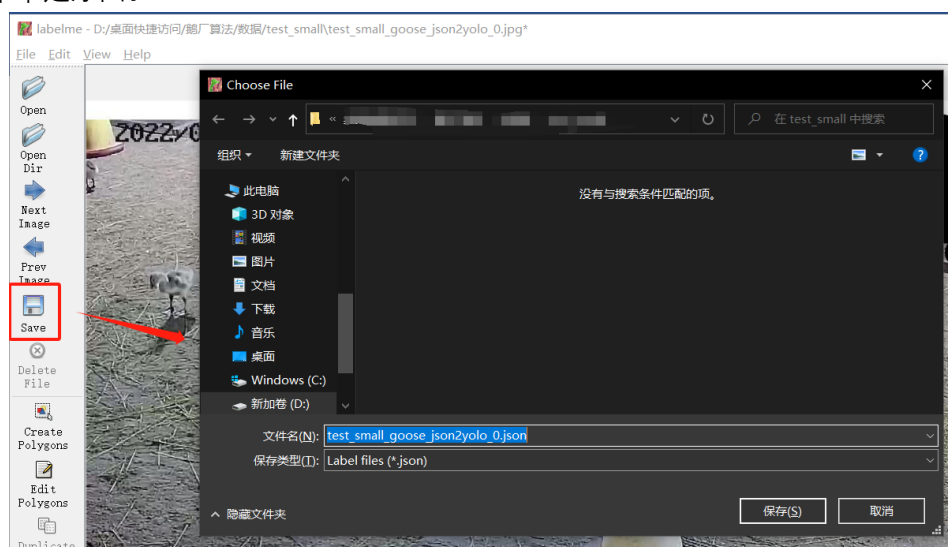 labelme - D:/桌面快捷访问/鹅厂算法/数据/test_small\test_small_goose_json2yolo_0.jpg*
File Edit View Help
Open
Open
Dir
Next
Image
Prev
Image
Save
Delete
File
Create
Polygons
Edit
Polygons
Duplicate
2022/0
Choose File
在 test_small 中搜索
组织
新建文件夹
此电脑
3D 对象
视频
图片
文档
下载
音乐
桌面
Windows (C:)
新加卷 (D:)
没有与搜索条件匹配的项。
文件名(N): test_small_goose_json2yolo_0.json
保存类型(T): Label files (*.json)
隐藏文件夹
保存(S)
取消